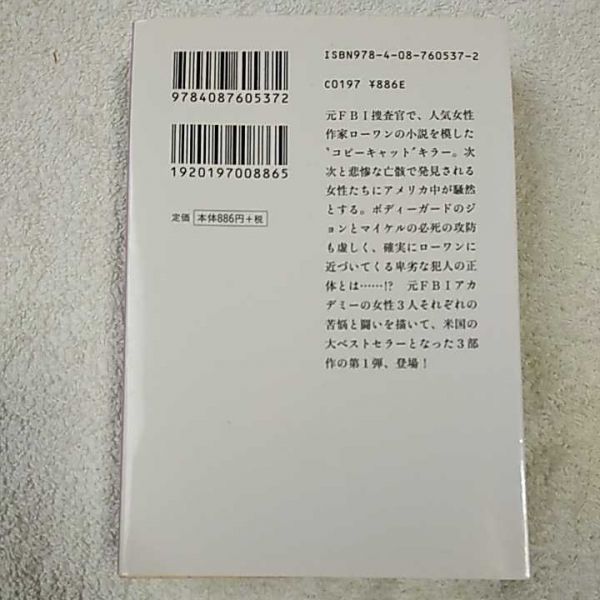 ISBN978-4-08-760537-2
C0197 ¥886E
9784087605372
1920197008865
定価 本体886円+税
元FBI捜査官で、人気女性
作家ローワンの小説を模した
“コピーキャット”キラー。次
次と悲惨な亡骸で発見される
女性たちにアメリカ中が騒然
とする。ボディーガードのジ
ョンとマイケルの必死の攻防
も虚しく、確実にローワンに
近づいてくる卑劣な犯人の正
体とは……!? 元FBIアカ
デミーの女性3人それぞれの
苦悩と闘いを描いて、米国の
大ベストセラーとなった3部
作の第1弾、登場！